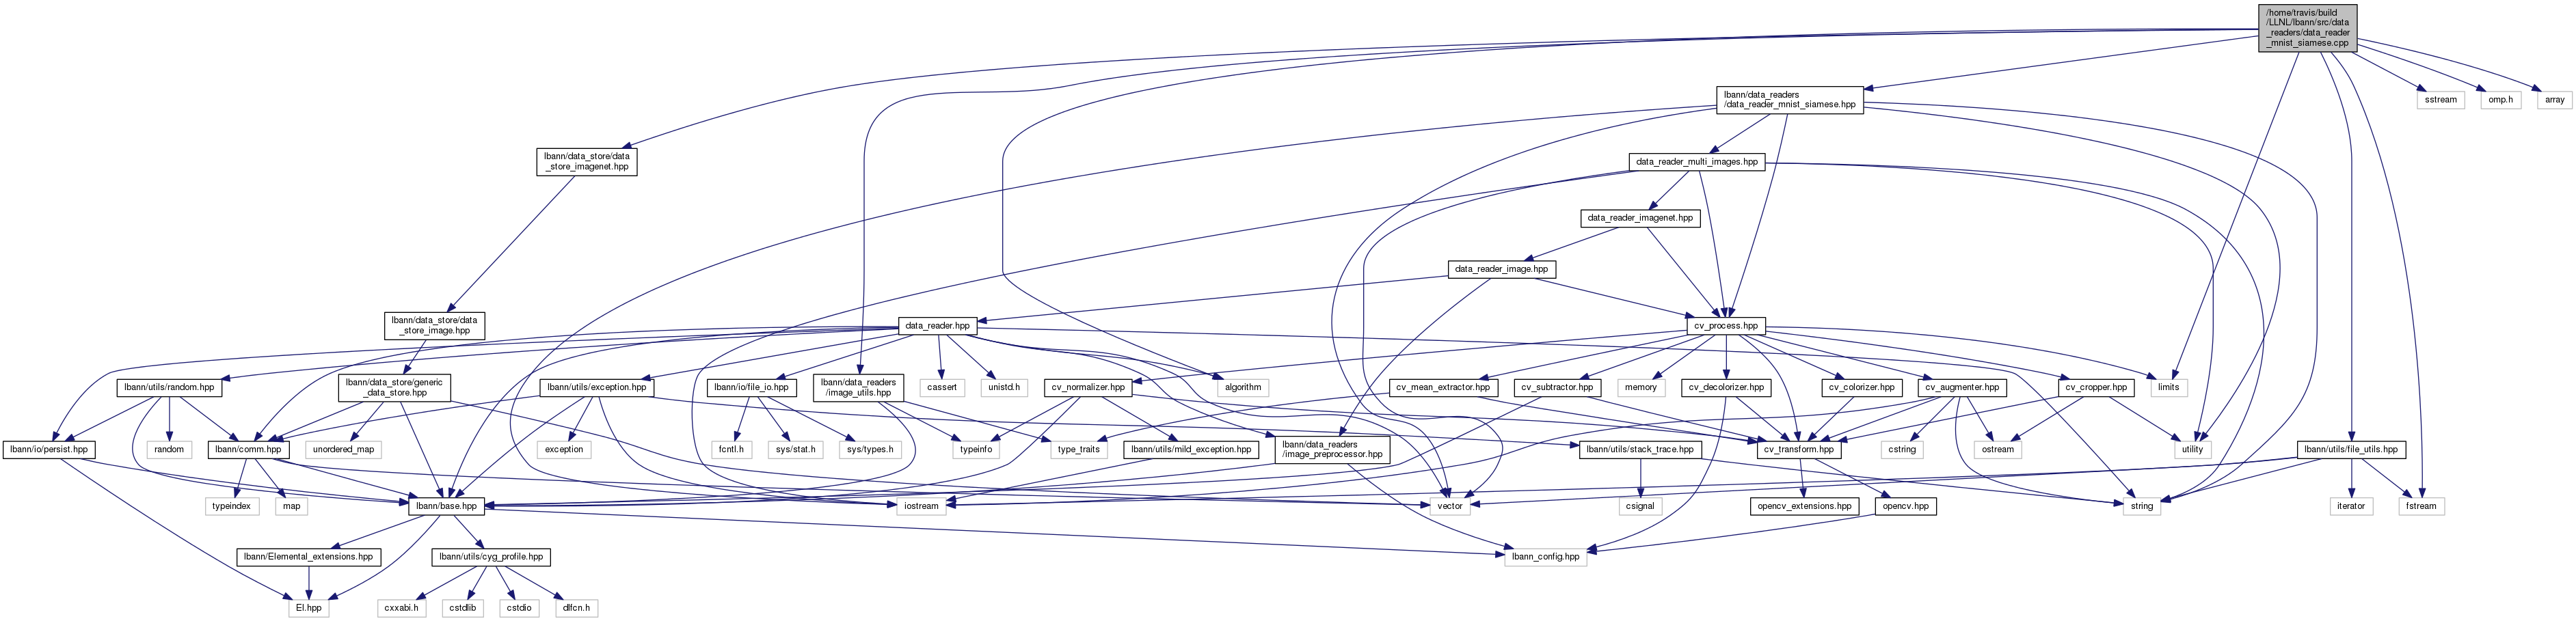 /home/travis/build
/LLNL/lbann/src/data
_readers/data_reader
_mnist_siamese.cpp
lbann/data_readers
/data_reader_mnist_siamese.hpp
sstream
omp.h
array
lbann/data_store/data
_store_imagenet.hpp
data_reader_multi_images.hpp
data_reader_imagenet.hpp
data_reader_image.hpp
lbann/data_store/data
_store_image.hpp
data_reader.hpp
cv_process.hpp
lbann/utils/random.hpp
lbann/data_store/generic
_data_store.hpp
lbann/utils/exception.hpp
lbann/io/file_io.hpp
lbann/data_readers
/image_utils.hpp
cassert
unistd.h
cv_normalizer.hpp
algorithm
cv_mean_extractor.hpp
cv_subtractor.hpp
memory
cv_decolorizer.hpp
cv_colorizer.hpp
cv_augmenter.hpp
cv_cropper.hpp
limits
lbann/io/persist.hpp
random
lbann/comm.hpp
unordered_map
exception
fcntl.h
sys/stat.h
sys/types.h
typeinfo
type_traits
lbann/utils/mild_exception.hpp
lbann/data_readers
/image_preprocessor.hpp
lbann/utils/stack_trace.hpp
cv_transform.hpp
cstring
ostream
utility
lbann/utils/file_utils.hpp
typeindex
map
lbann/base.hpp
iostream
vector
csignal
opencv_extensions.hpp
opencv.hpp
string
iterator
fstream
lbann/Elemental_extensions.hpp
lbann/utils/cyg_profile.hpp
lbann_config.hpp
El.hpp
cxxabi.h
cstdlib
cstdio
dlfcn.h